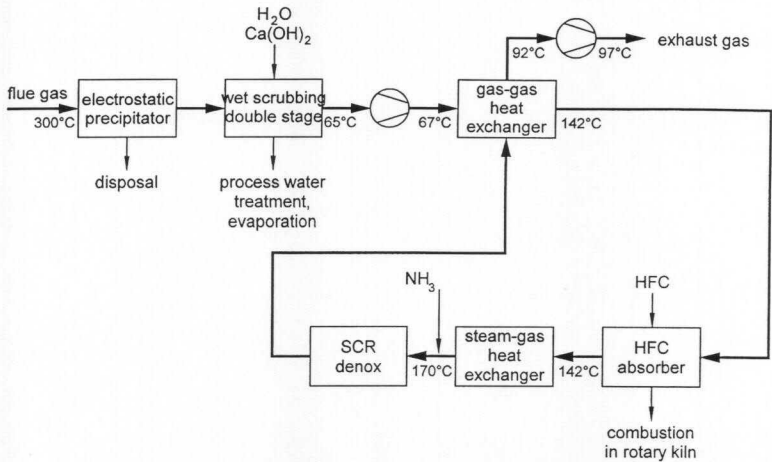 H₂O
Ca(OH)₂
92°C
97°C
exhaust gas
flue gas
300°C
electrostatic
precipitator
wet scrubbing
double stage
65°C
67°C
gas-gas
heat
exchanger
142°C
disposal
process water
treatment,
evaporation
NH₃
HFC
SCR
denox
170°C
steam-gas
heat
exchanger
142°C
HFC
absorber
combustion
in rotary kiln